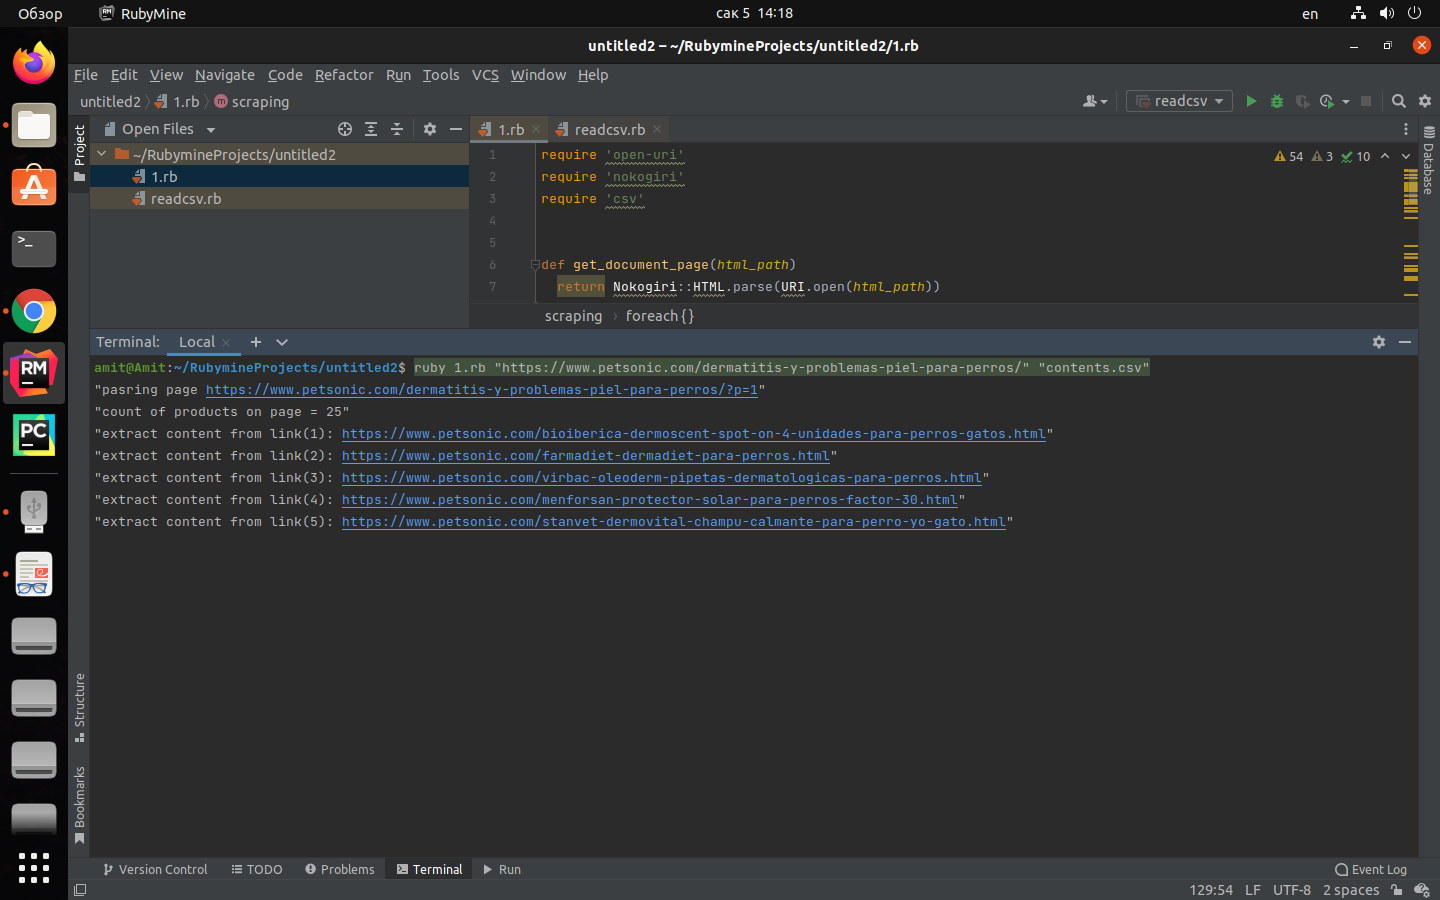 Обзор
RubyMine
сак 5 14:18
en
untitled2 – ~/RubymineProjects/untitled2/1.rb
File Edit View Navigate Code Refactor Run Tools VCS Window Help
untitled2 1.rb m scraping
readcsv
Project
Open Files
1.rb
readcsv.rb
~/RubymineProjects/untitled2
1.rb
readcsv.rb
1 require 'open-uri'
2 require 'nokogiri'
3 require 'csv'
4
5
6 def get_document_page(html_path)
7 return Nokogiri::HTML.parse(URI.open(html_path))
54 3 10
Database
scraping › foreach{}
Terminal: Local
amit@Amit:~/RubymineProjects/untitled2$ ruby 1.rb "https://www.petsonic.com/dermatitis-y-problemas-piel-para-perros/" "contents.csv"
"pasring page https://www.petsonic.com/dermatitis-y-problemas-piel-para-perros/?p=1"
"count of products on page = 25"
"extract content from link(1): https://www.petsonic.com/bioiberica-dermoscent-spot-on-4-unidades-para-perros-gatos.html"
"extract content from link(2): https://www.petsonic.com/farmadiet-dermadiet-para-perros.html"
"extract content from link(3): https://www.petsonic.com/virbac-oleoderm-pipetas-dermatologicas-para-perros.html"
"extract content from link(4): https://www.petsonic.com/menforsan-protector-solar-para-perros-factor-30.html"
"extract content from link(5): https://www.petsonic.com/stanvet-dermovital-champu-calmante-para-perro-yo-gato.html"
Structure
Bookmarks
RM
PC
Version Control TODO Problems Terminal Run
Event Log
129:54 LF UTF-8 2 spaces